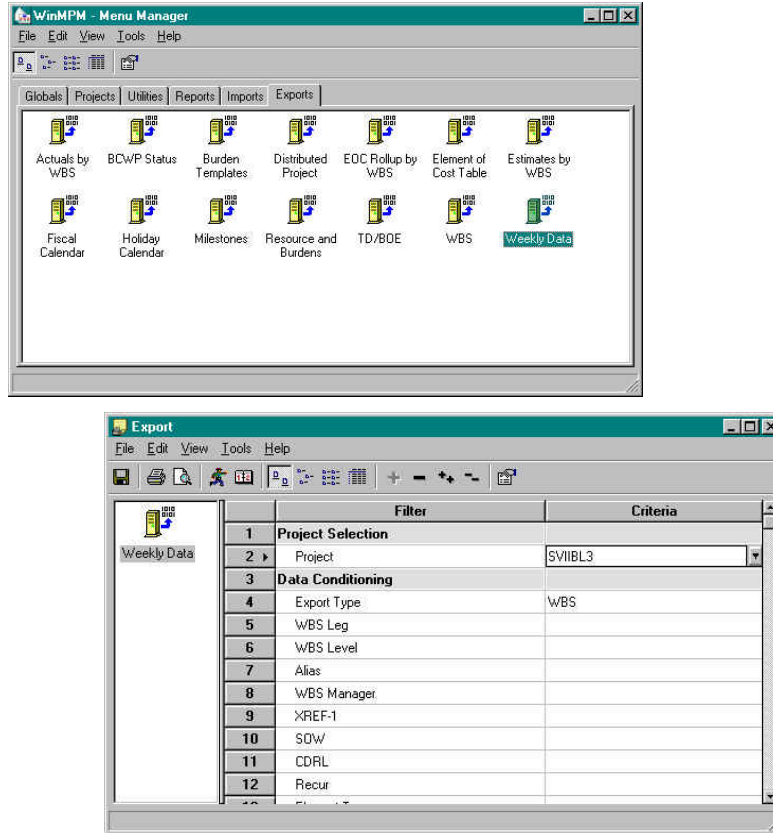 WinMPM - Menu Manager
File Edit View Tools Help
Globals Projects Utilities Reports Imports Exports
Actuals by WBS BCWP Status Burden Templates Distributed Project EOC Rollup by WBS Element of Cost Table Estimates by WBS
Fiscal Calendar Holiday Calendar Milestones Resource and Burdens TD/BOE WBS Weekly Data
Export
File Edit View Tools Help
Weekly Data
Filter Criteria
1 Project Selection
2 Project SVIIBL3
3 Data Conditioning
4 Export Type WBS
5 WBS Leg
6 WBS Level
7 Alias
8 WBS Manager
9 XREF-1
10 SOW
11 CDRL
12 Recur